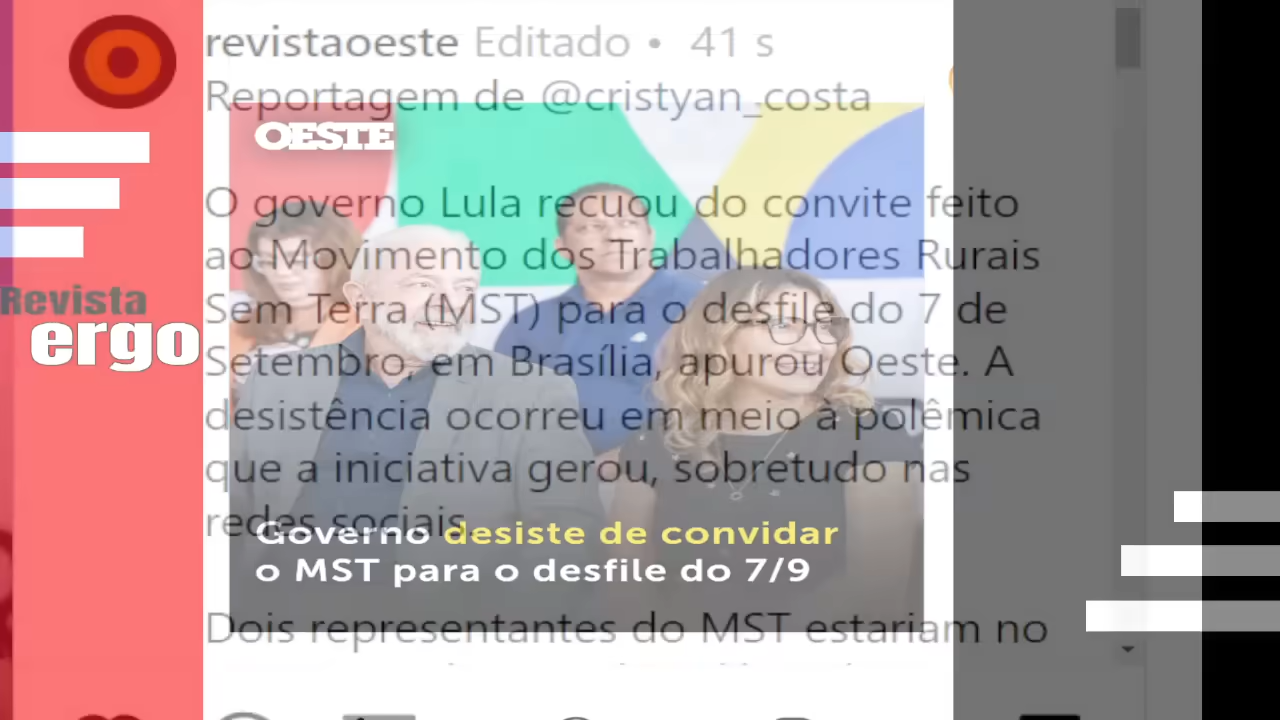 revistaoeste Editado • 41 s
Reportagem de @cristyan_costa
OESTE
O governo Lula recuou do convite feito
ao Movimento dos Trabalhadores Rurais
Sem Terra (MST) para o desfile do 7 de
Setembro, em Brasília, apurou Oeste. A
desistência ocorreu em meio à polêmica
que a iniciativa gerou, sobretudo nas
redes sociais.
Governo desiste de convidar
o MST para o desfile do 7/9
Dois representantes do MST estariam no
Revista
ergo